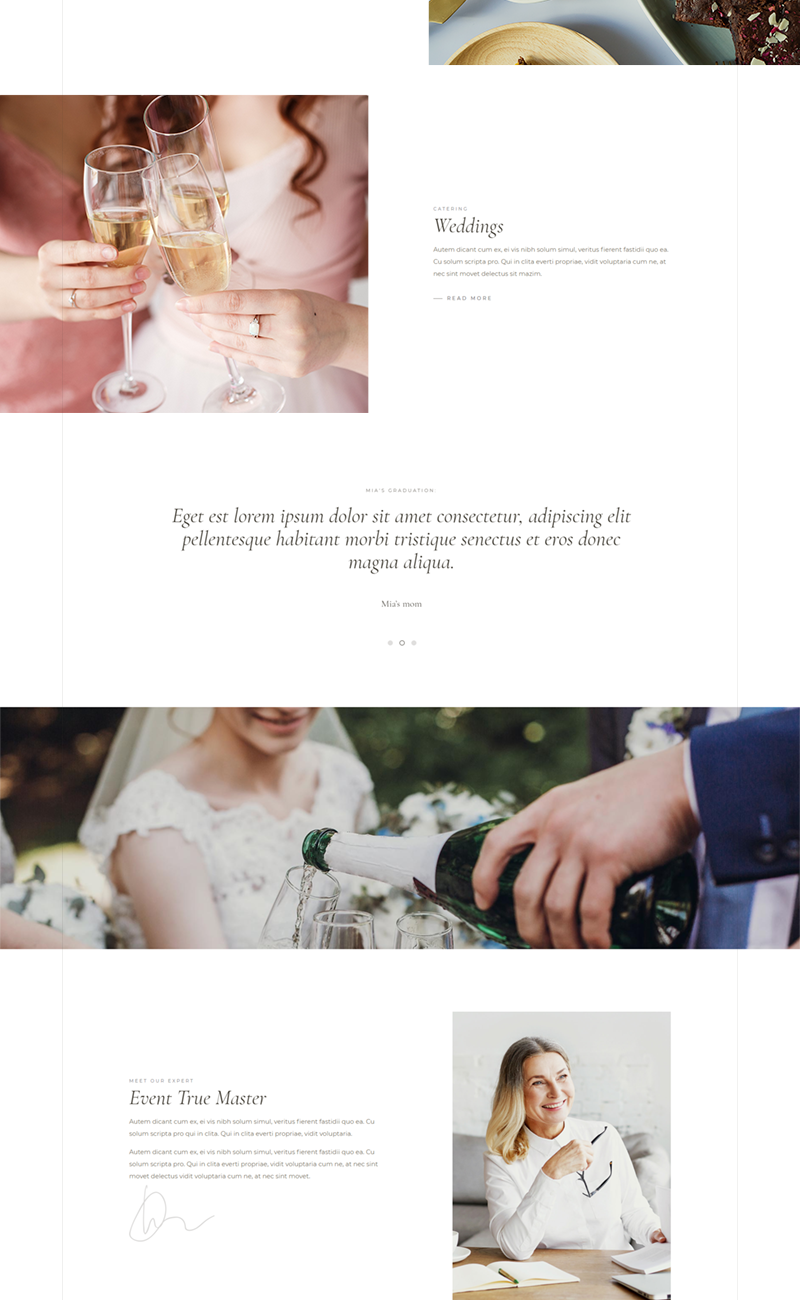 CATERING
Weddings
Autem dicant cum ex, ei vis nibh solum simul, veritus fierent fastidii quo ea.
Cu solum scripta pro. Qui in clita everti propriae, vidit voluptaria cum ne, at
nec sint movet delectus sit mazim.
READ MORE
MIA'S GRADUATION
Eget est lorem ipsum dolor sit amet consectetur, adipiscing elit
pellentesque habitant morbi tristique senectus et eros donec
magna aliqua.
Mia's mom
MEET OUR EXPERT
Event True Master
Autem dicant cum ex, ei vis nibh solum simul, veritus fierent fastidii quo ea. Cu
solum scripta pro qui in clita. Qui in clita everti propriae, vidit voluptaria.
Autem dicant cum ex, ei vis nibh solum simul, veritus fierent fastidii quo ea. Cu
solum scripta pro. Qui in clita everti propriae, vidit voluptaria cum ne, at nec sint
movet delectus vidit voluptaria cum ne, at nec sint movet.